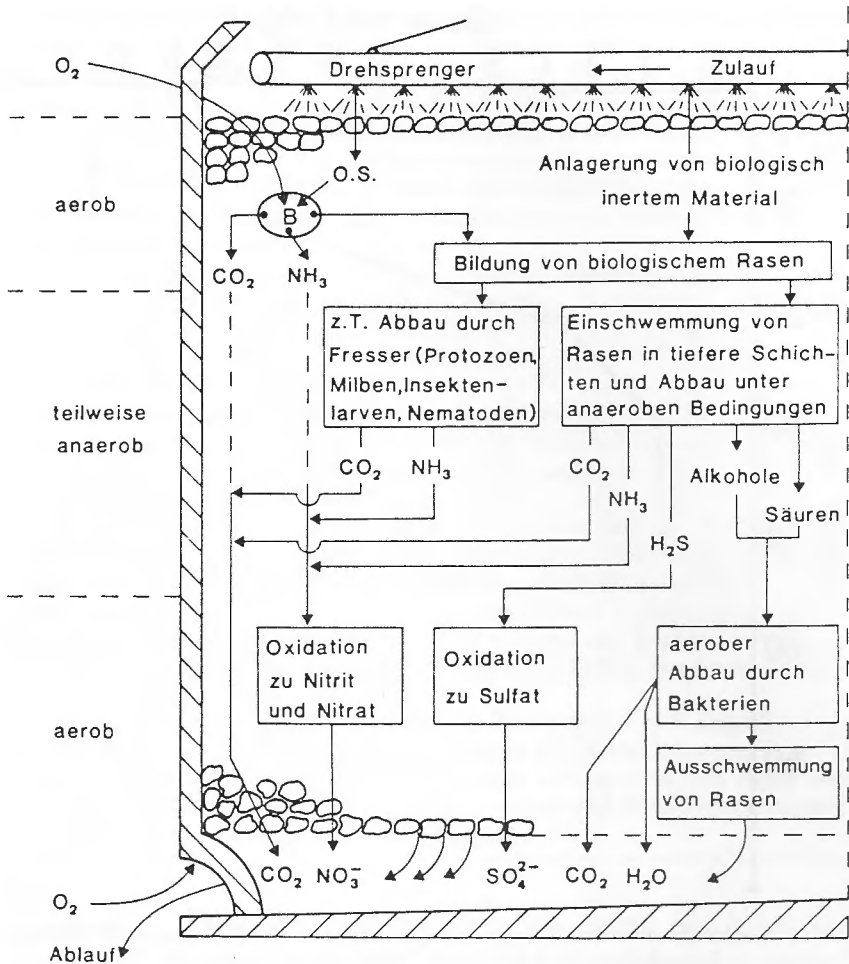 O₂
Drehsprenger
Zulauf
O.S.
Anlagerung von biologisch
inertem Material
aerob
B
CO₂
NH₃
Bildung von biologischem Rasen
z.T. Abbau durch
Fresser (Protozoen,
Milben, Insekten-
larven, Nematoden)
Einschwemmung von
Rasen in tiefere Schich-
ten und Abbau unter
anaeroben Bedingungen
teilweise
anaerob
CO₂
NH₃
CO₂
NH₃
H₂S
Alkohole
Säuren
Oxidation
zu Nitrit
und Nitrat
Oxidation
zu Sulfat
aerober
Abbau durch
Bakterien
aerob
Ausschwemmung
von Rasen
CO₂
NO₃⁻
SO₄²⁻
CO₂
H₂O
O₂
Ablauf